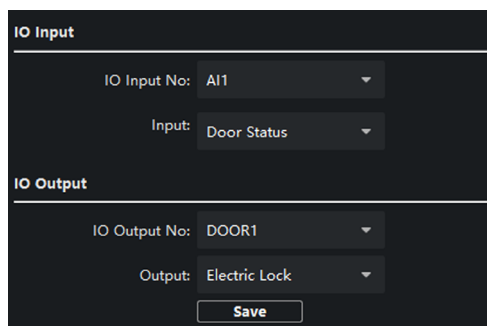 IO Input
IO Input No: AI1
Input: Door Status
IO Output
IO Output No: DOOR1
Output: Electric Lock
Save